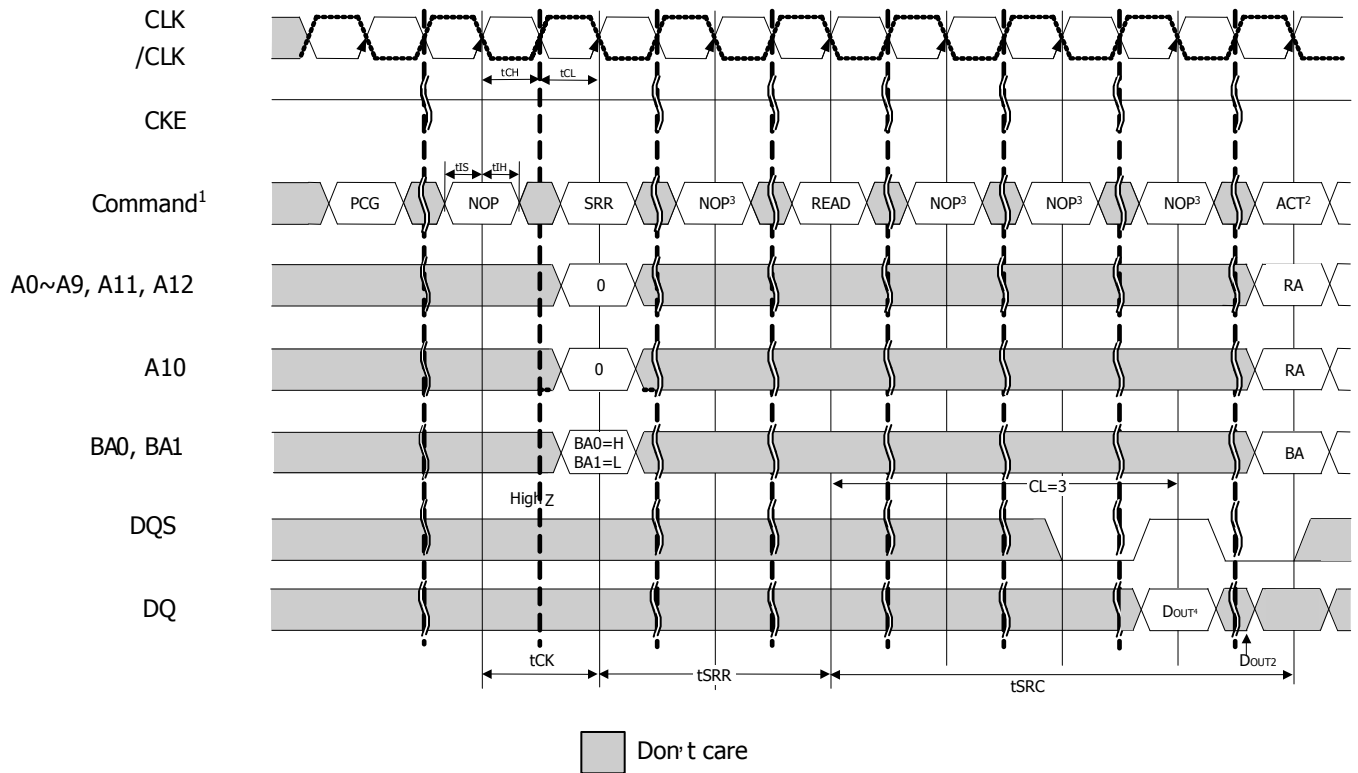 CLK
/CLK
tCH
tCL
CKE
tIS
tIH
Command¹
PCG
NOP
SRR
NOP³
READ
NOP³
NOP³
NOP³
ACT²
A0~A9, A11, A12
0
RA
A10
0
RA
BA0, BA1
BA0=H
BA1=L
BA
CL=3
High Z
DQS
DQ
DOUT⁴
DOUT2
tCK
tSRR
tSRC
Don't care